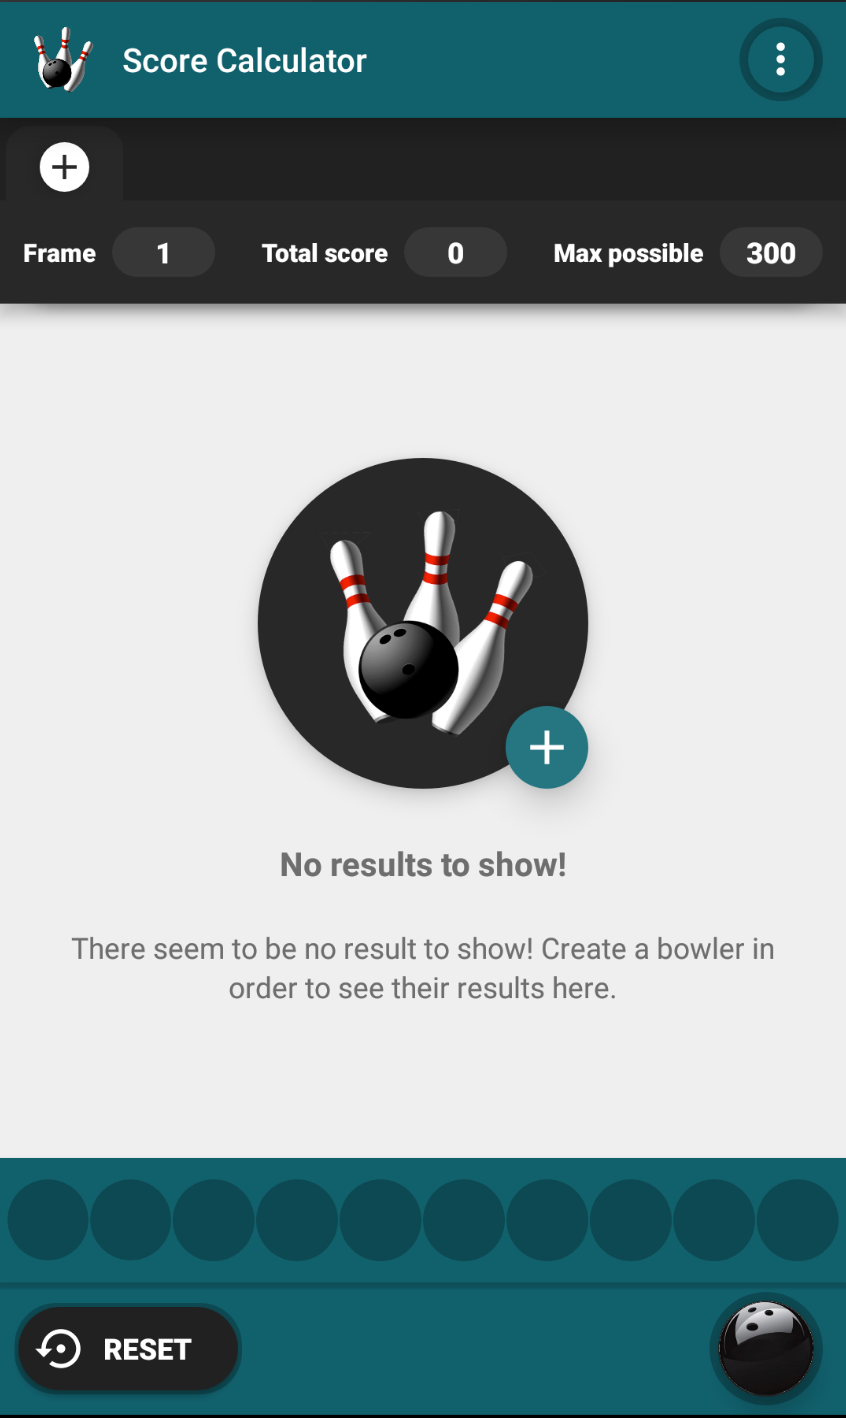 Score Calculator
Frame 1 Total score 0 Max possible 300
No results to show!
There seem to be no result to show! Create a bowler in
order to see their results here.
RESET